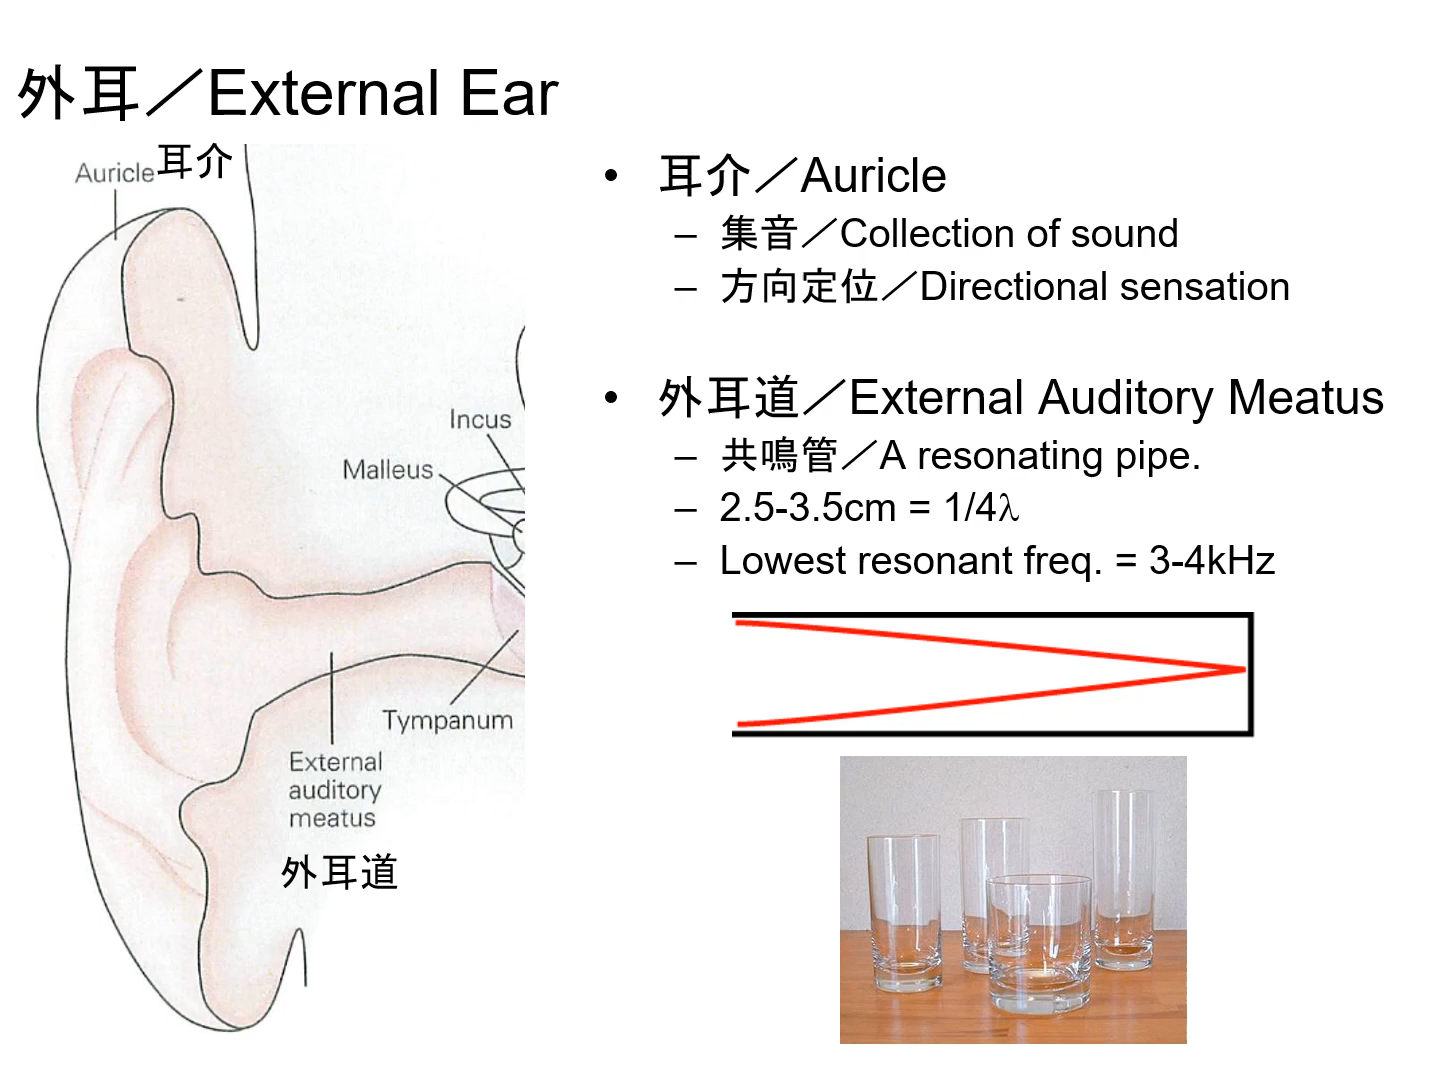 外耳／External Ear
Auricle耳介
Incus
Malleus
Tympanum
External
auditory
meatus
外耳道
• 耳介／Auricle
– 集音／Collection of sound
– 方向定位／Directional sensation
• 外耳道／External Auditory Meatus
– 共鳴管／A resonating pipe.
– 2.5-3.5cm = 1/4λ
– Lowest resonant freq. = 3-4kHz